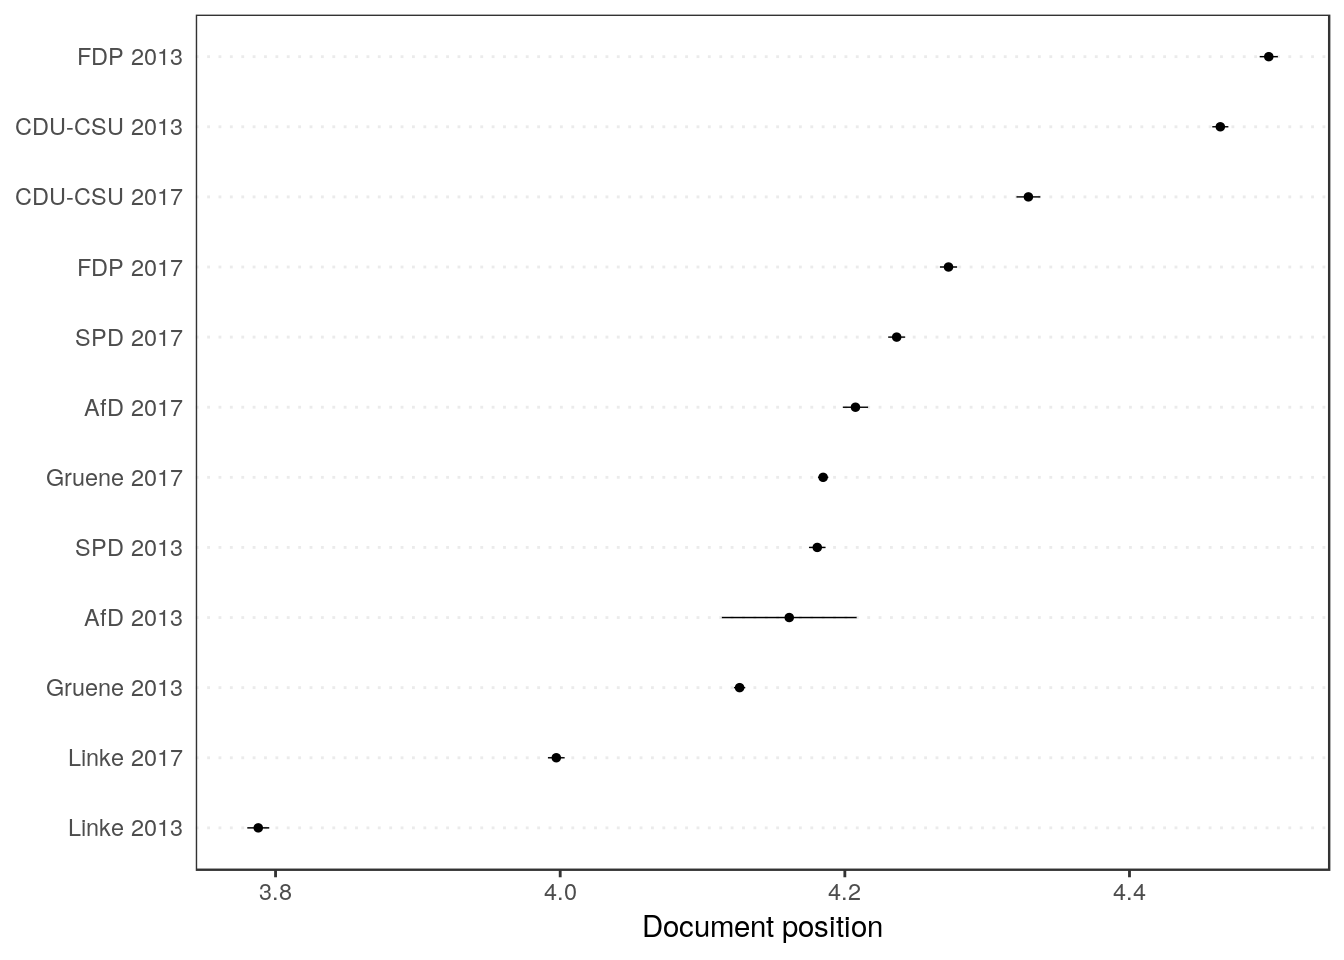 FDP 2013
CDU-CSU 2013
CDU-CSU 2017
FDP 2017
SPD 2017
AfD 2017
Gruene 2017
SPD 2013
AfD 2013
Gruene 2013
Linke 2017
Linke 2013
3.8 4.0 4.2 4.4
Document position